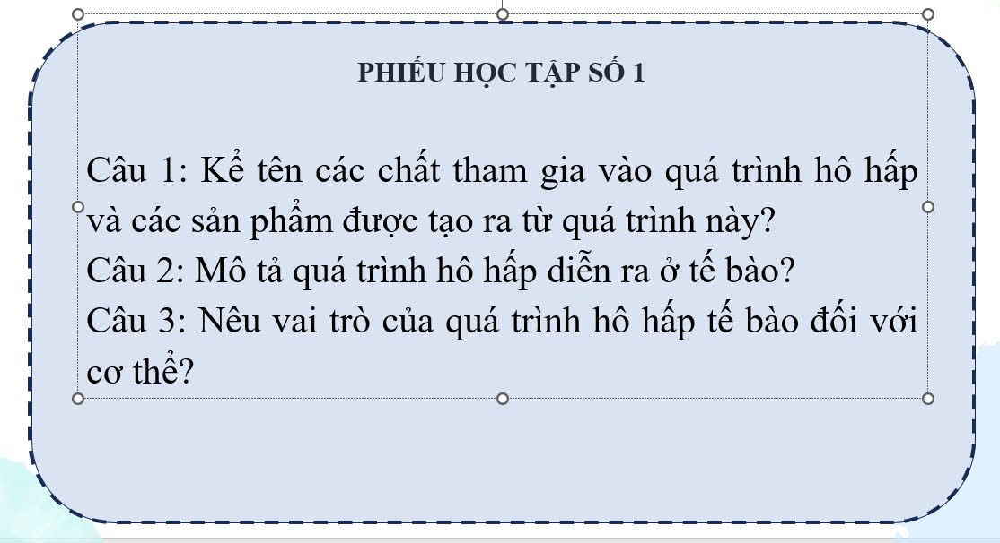 PHIẾU HỌC TẬP SỐ 1
Câu 1: Kể tên các chất tham gia vào quá trình hô hấp
và các sản phẩm được tạo ra từ quá trình này?
Câu 2: Mô tả quá trình hô hấp diễn ra ở tế bào?
Câu 3: Nêu vai trò của quá trình hô hấp tế bào đối với
cơ thể?